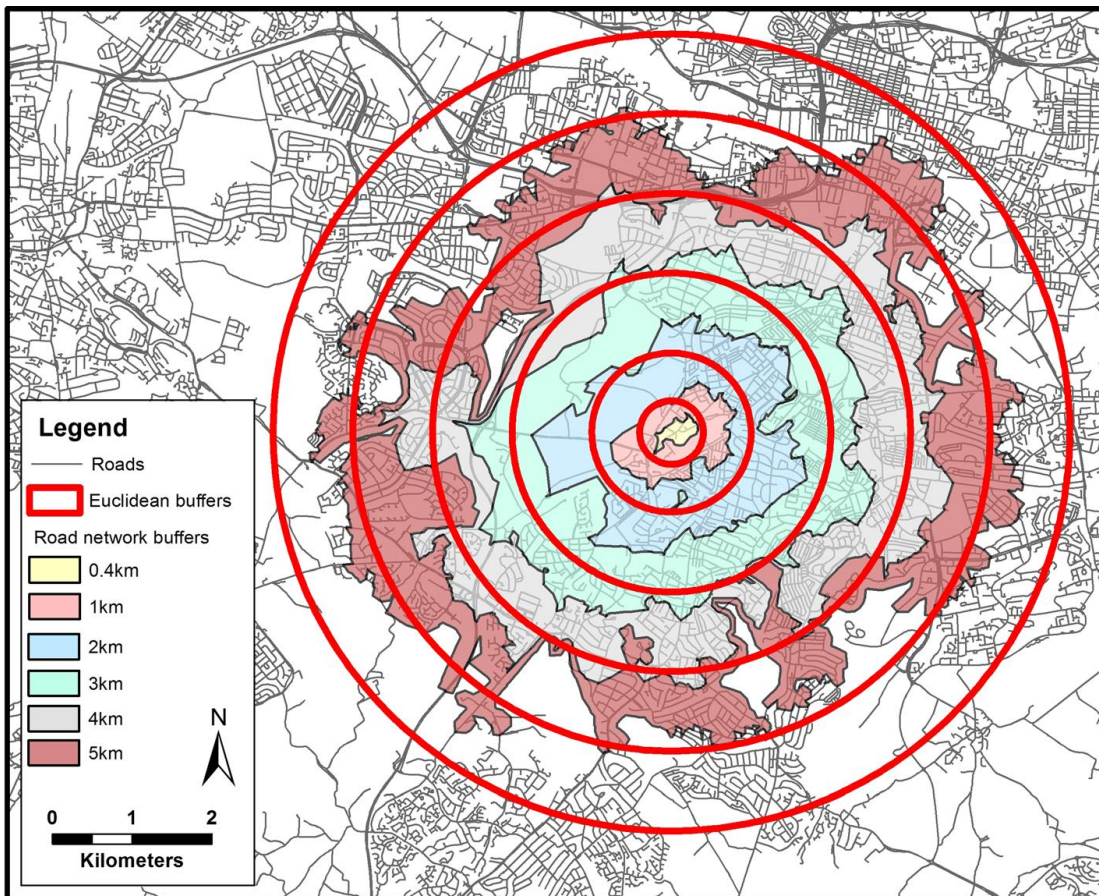 Legend
Roads
Euclidean buffers
Road network buffers
0.4km
1km
2km
3km
4km
5km
N
0 1 2
Kilometers